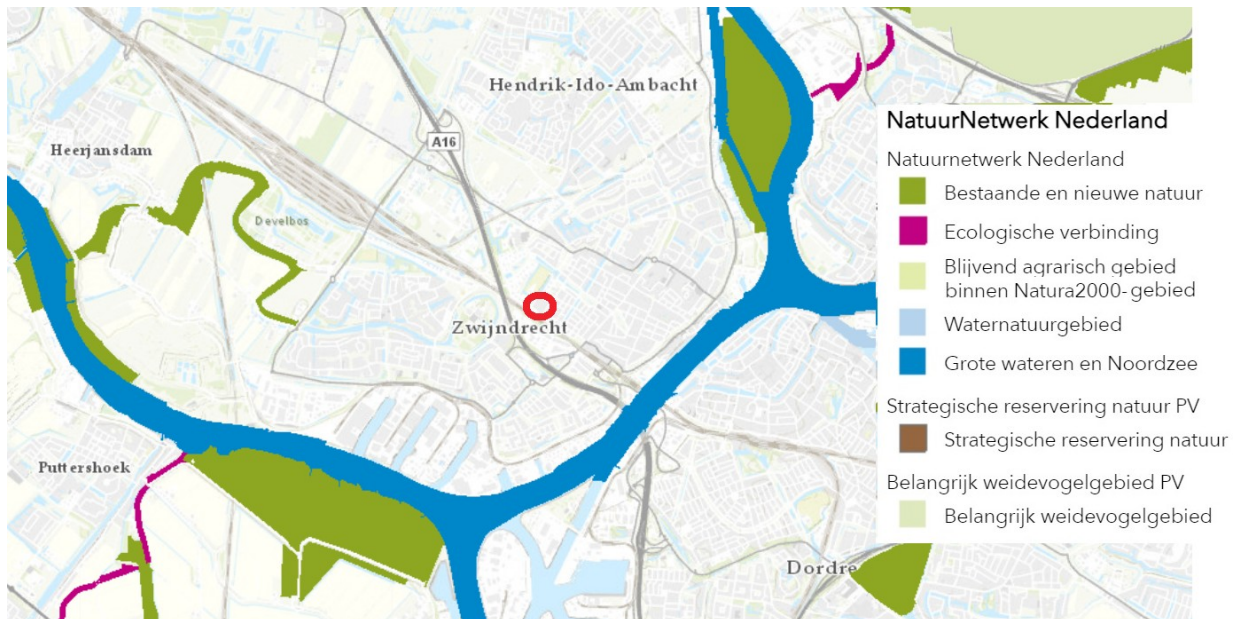 Hendrik-Ido-Ambacht
A16
Heerjansdam
Develbos
Zwijndrecht
Puttershoek
Dordre
NatuurNetwerk Nederland
Natuurnetwerk Nederland
Bestaande en nieuwe natuur
Ecologische verbinding
Blijvend agrarisch gebied
binnen Natura2000-gebied
Waternatuurgebied
Grote wateren en Noordzee
Strategische reservering natuur PV
Strategische reservering natuur
Belangrijk weidevogelgebied PV
Belangrijk weidevogelgebied